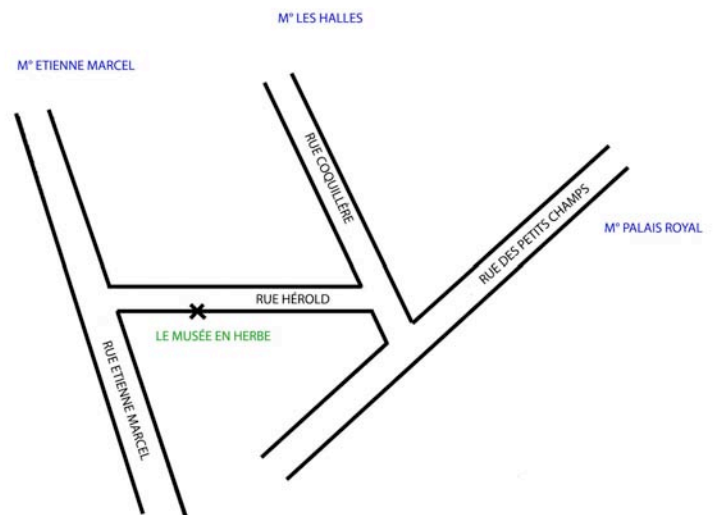 M° LES HALLES
M° ETIENNE MARCEL
RUE COQUILLÈRE
RUE DES PETITS CHAMPS
M° PALAIS ROYAL
RUE HÉROLD
LE MUSÉE EN HERBE
RUE ETIENNE MARCEL